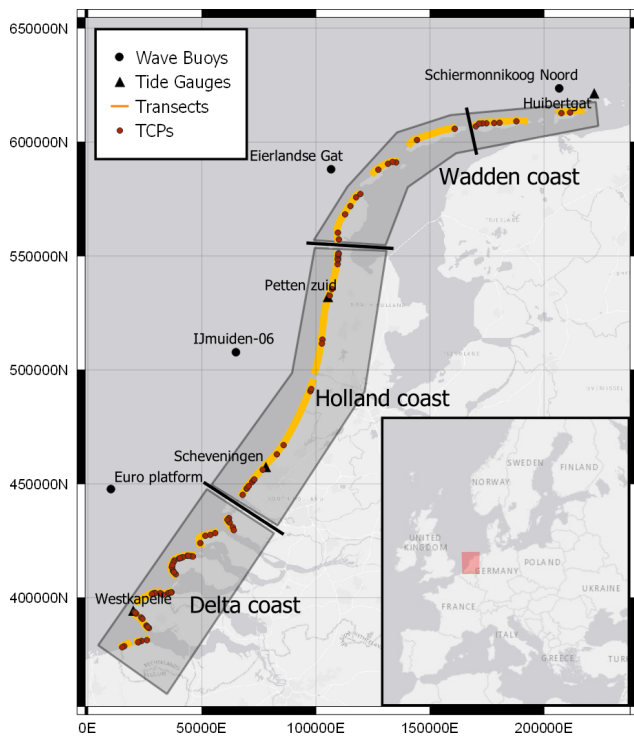 650000N
Wave Buoys
Tide Gauges
Transects
TCPs
Schiermonnikoog Noord
Huibertgat
600000N
Eierlandse Gat
Wadden coast
550000N
Petten zuid
IJmuiden-06
500000N
Holland coast
Scheveningen
Euro platform
450000N
400000N
Westkapelle
Delta coast
SWEDEN
FINLAND
NORWAY
UNITED
KINGDOM
POLAND
GERMANY
UKRAINE
FRANCE
ITALY
GREECE
TUR
0E
50000E
100000E
150000E
200000E